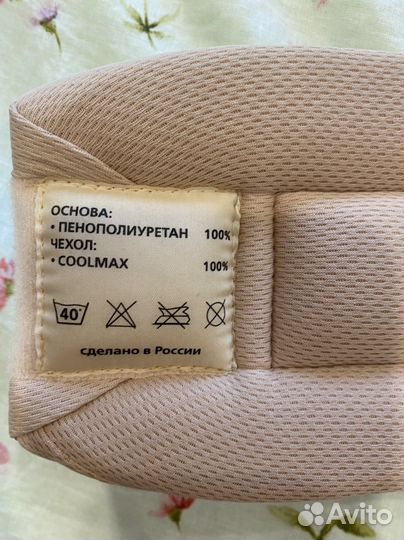 ОСНОВА:
• ПЕНОПОЛИУРЕТАН 100%
ЧЕХОЛ:
• COOLMAX 100%
40°
сделано в России
Avito